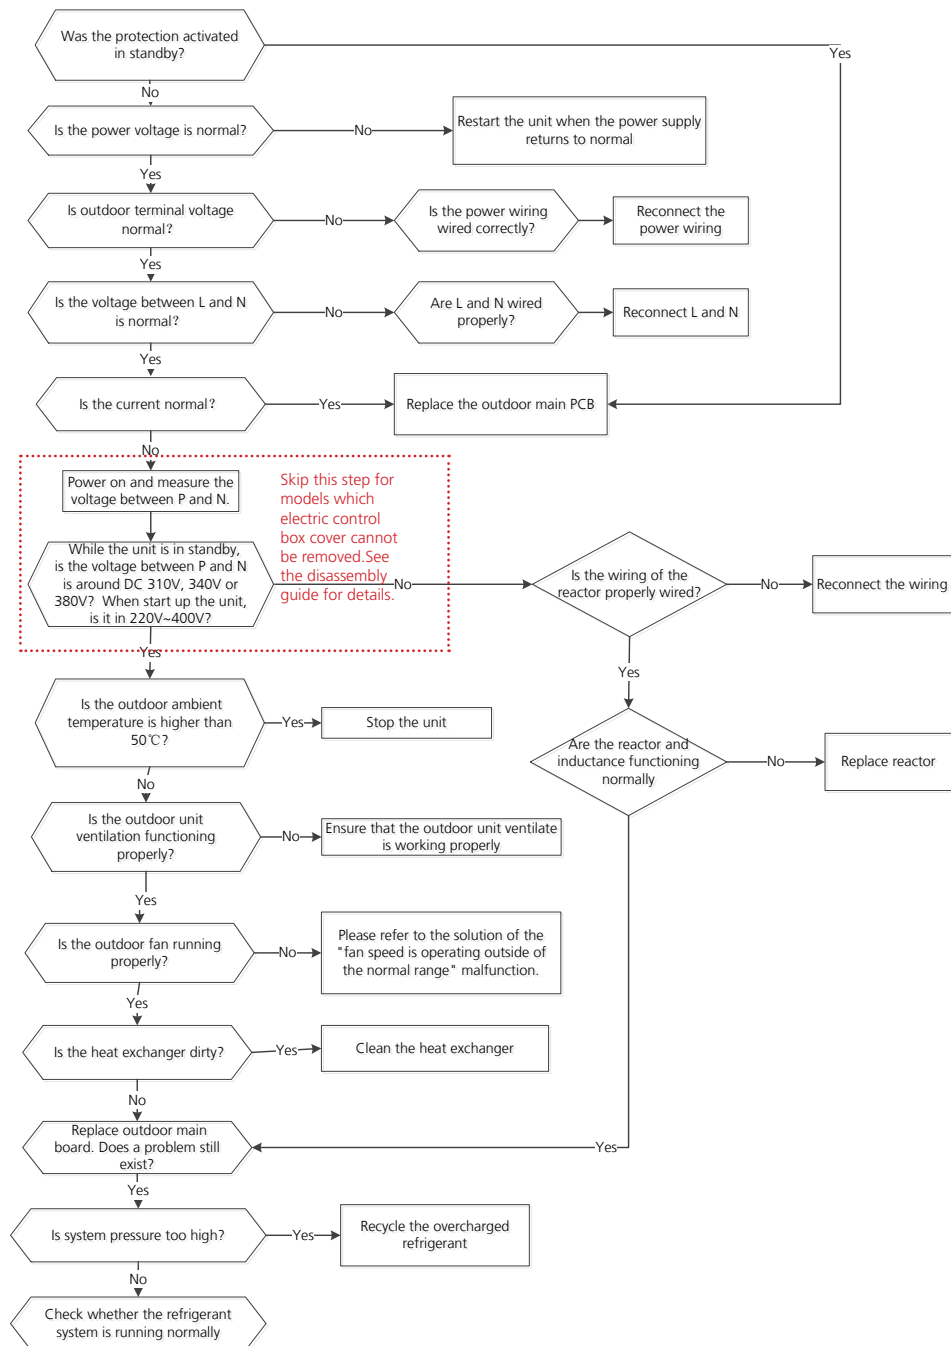 Was the protection activated
in standby?
Yes
No
Is the power voltage is normal?
No
Restart the unit when the power supply
returns to normal
Yes
Is outdoor terminal voltage
normal?
No
Is the power wiring
wired correctly?
Reconnect the
power wiring
Yes
Is the voltage between L and N
is normal?
No
Are L and N wired
properly?
Reconnect L and N
Yes
Is the current normal?
Yes
Replace the outdoor main PCB
No
Power on and measure the
voltage between P and N.
Skip this step for
models which
electric control
box cover cannot
be removed.See
the disassembly
guide for details.
While the unit is in standby,
is the voltage between P and N
is around DC 310V, 340V or
380V? When start up the unit,
is it in 220V~400V?
No
Is the wiring of the
reactor properly wired?
No
Reconnect the wiring
Yes
Yes
Is the outdoor ambient
temperature is higher than
50℃?
Yes
Stop the unit
Are the reactor and
inductance functioning
normally
No
Replace reactor
No
Is the outdoor unit
ventilation functioning
properly?
No
Ensure that the outdoor unit ventilate
is working properly
Yes
Is the outdoor fan running
properly?
No
Please refer to the solution of the
"fan speed is operating outside of
the normal range" malfunction.
Yes
Is the heat exchanger dirty?
Yes
Clean the heat exchanger
No
Replace outdoor main
board. Does a problem still
exist?
Yes
Yes
Is system pressure too high?
Yes
Recycle the overcharged
refrigerant
No
Check whether the refrigerant
system is running normally